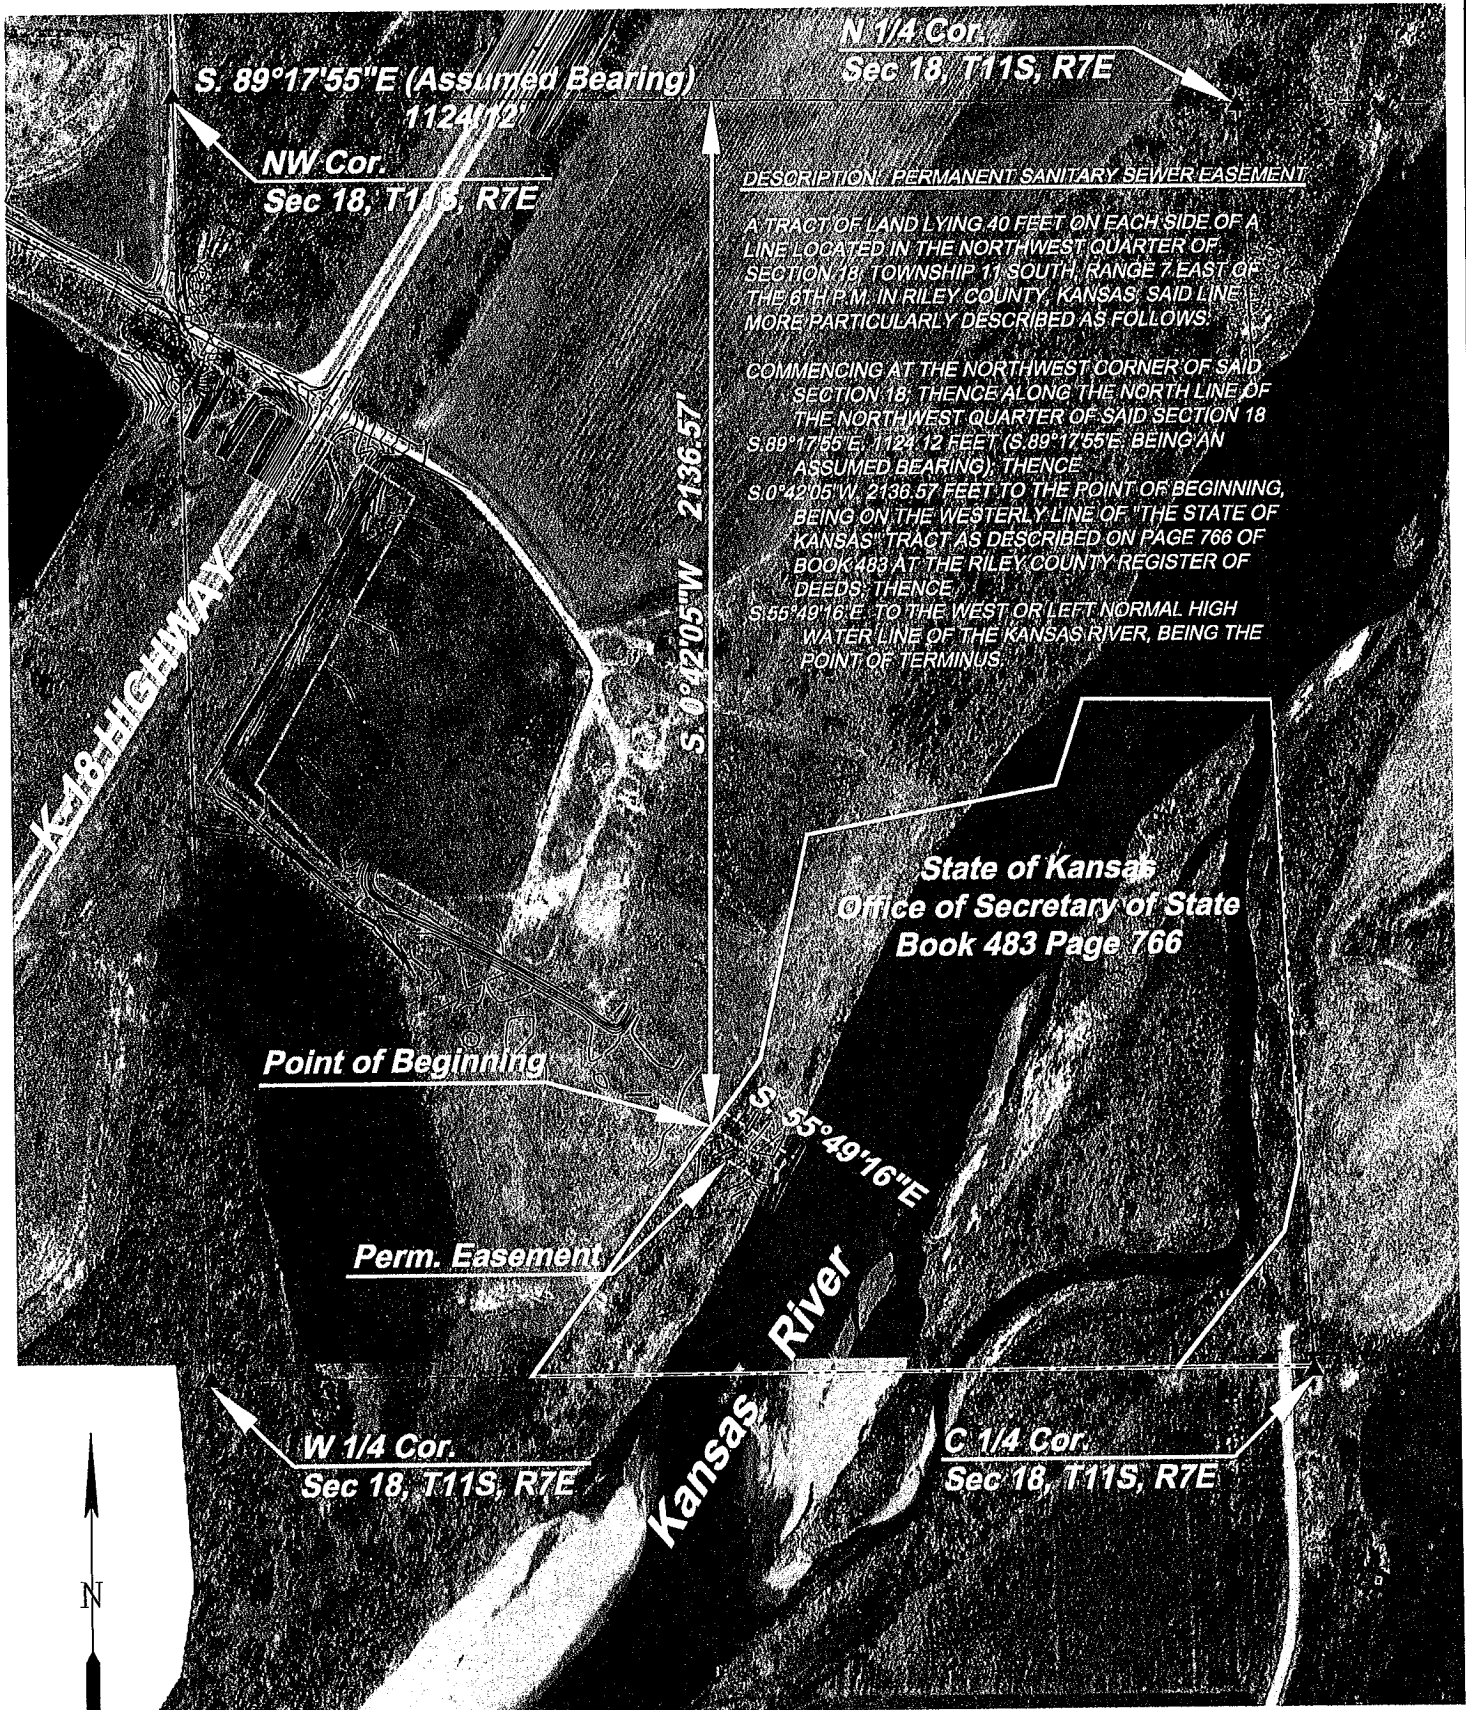 N 1/4 Cor.
Sec 18, T11S, R7E
S. 89°17'55"E (Assumed Bearing)
1124.12'
NW Cor.
Sec 18, T11S, R7E
DESCRIPTION: PERMANENT SANITARY SEWER EASEMENT
A TRACT OF LAND LYING 40 FEET ON EACH SIDE OF A
LINE LOCATED IN THE NORTHWEST QUARTER OF
SECTION 18, TOWNSHIP 11 SOUTH, RANGE 7 EAST OF
THE 6TH P.M. IN RILEY COUNTY, KANSAS, SAID LINE
MORE PARTICULARLY DESCRIBED AS FOLLOWS:
COMMENCING AT THE NORTHWEST CORNER OF SAID
SECTION 18; THENCE ALONG THE NORTH LINE OF
THE NORTHWEST QUARTER OF SAID SECTION 18
S.89°17'55"E. 1124.12 FEET (S.89°17'55"E. BEING AN
ASSUMED BEARING); THENCE
S.0°42'05"W. 2136.57 FEET TO THE POINT OF BEGINNING,
BEING ON THE WESTERLY LINE OF "THE STATE OF
KANSAS" TRACT AS DESCRIBED ON PAGE 766 OF
BOOK 483 AT THE RILEY COUNTY REGISTER OF
DEEDS; THENCE
S.55°49'16"E. TO THE WEST OR LEFT NORMAL HIGH
WATER LINE OF THE KANSAS RIVER, BEING THE
POINT OF TERMINUS.
S. 0°42'05"W 2136.57'
K-18 HIGHWAY
State of Kansas
Office of Secretary of State
Book 483 Page 766
Point of Beginning
S. 55°49'16"E
Perm. Easement
Kansas River
W 1/4 Cor.
Sec 18, T11S, R7E
C 1/4 Cor.
Sec 18, T11S, R7E
N